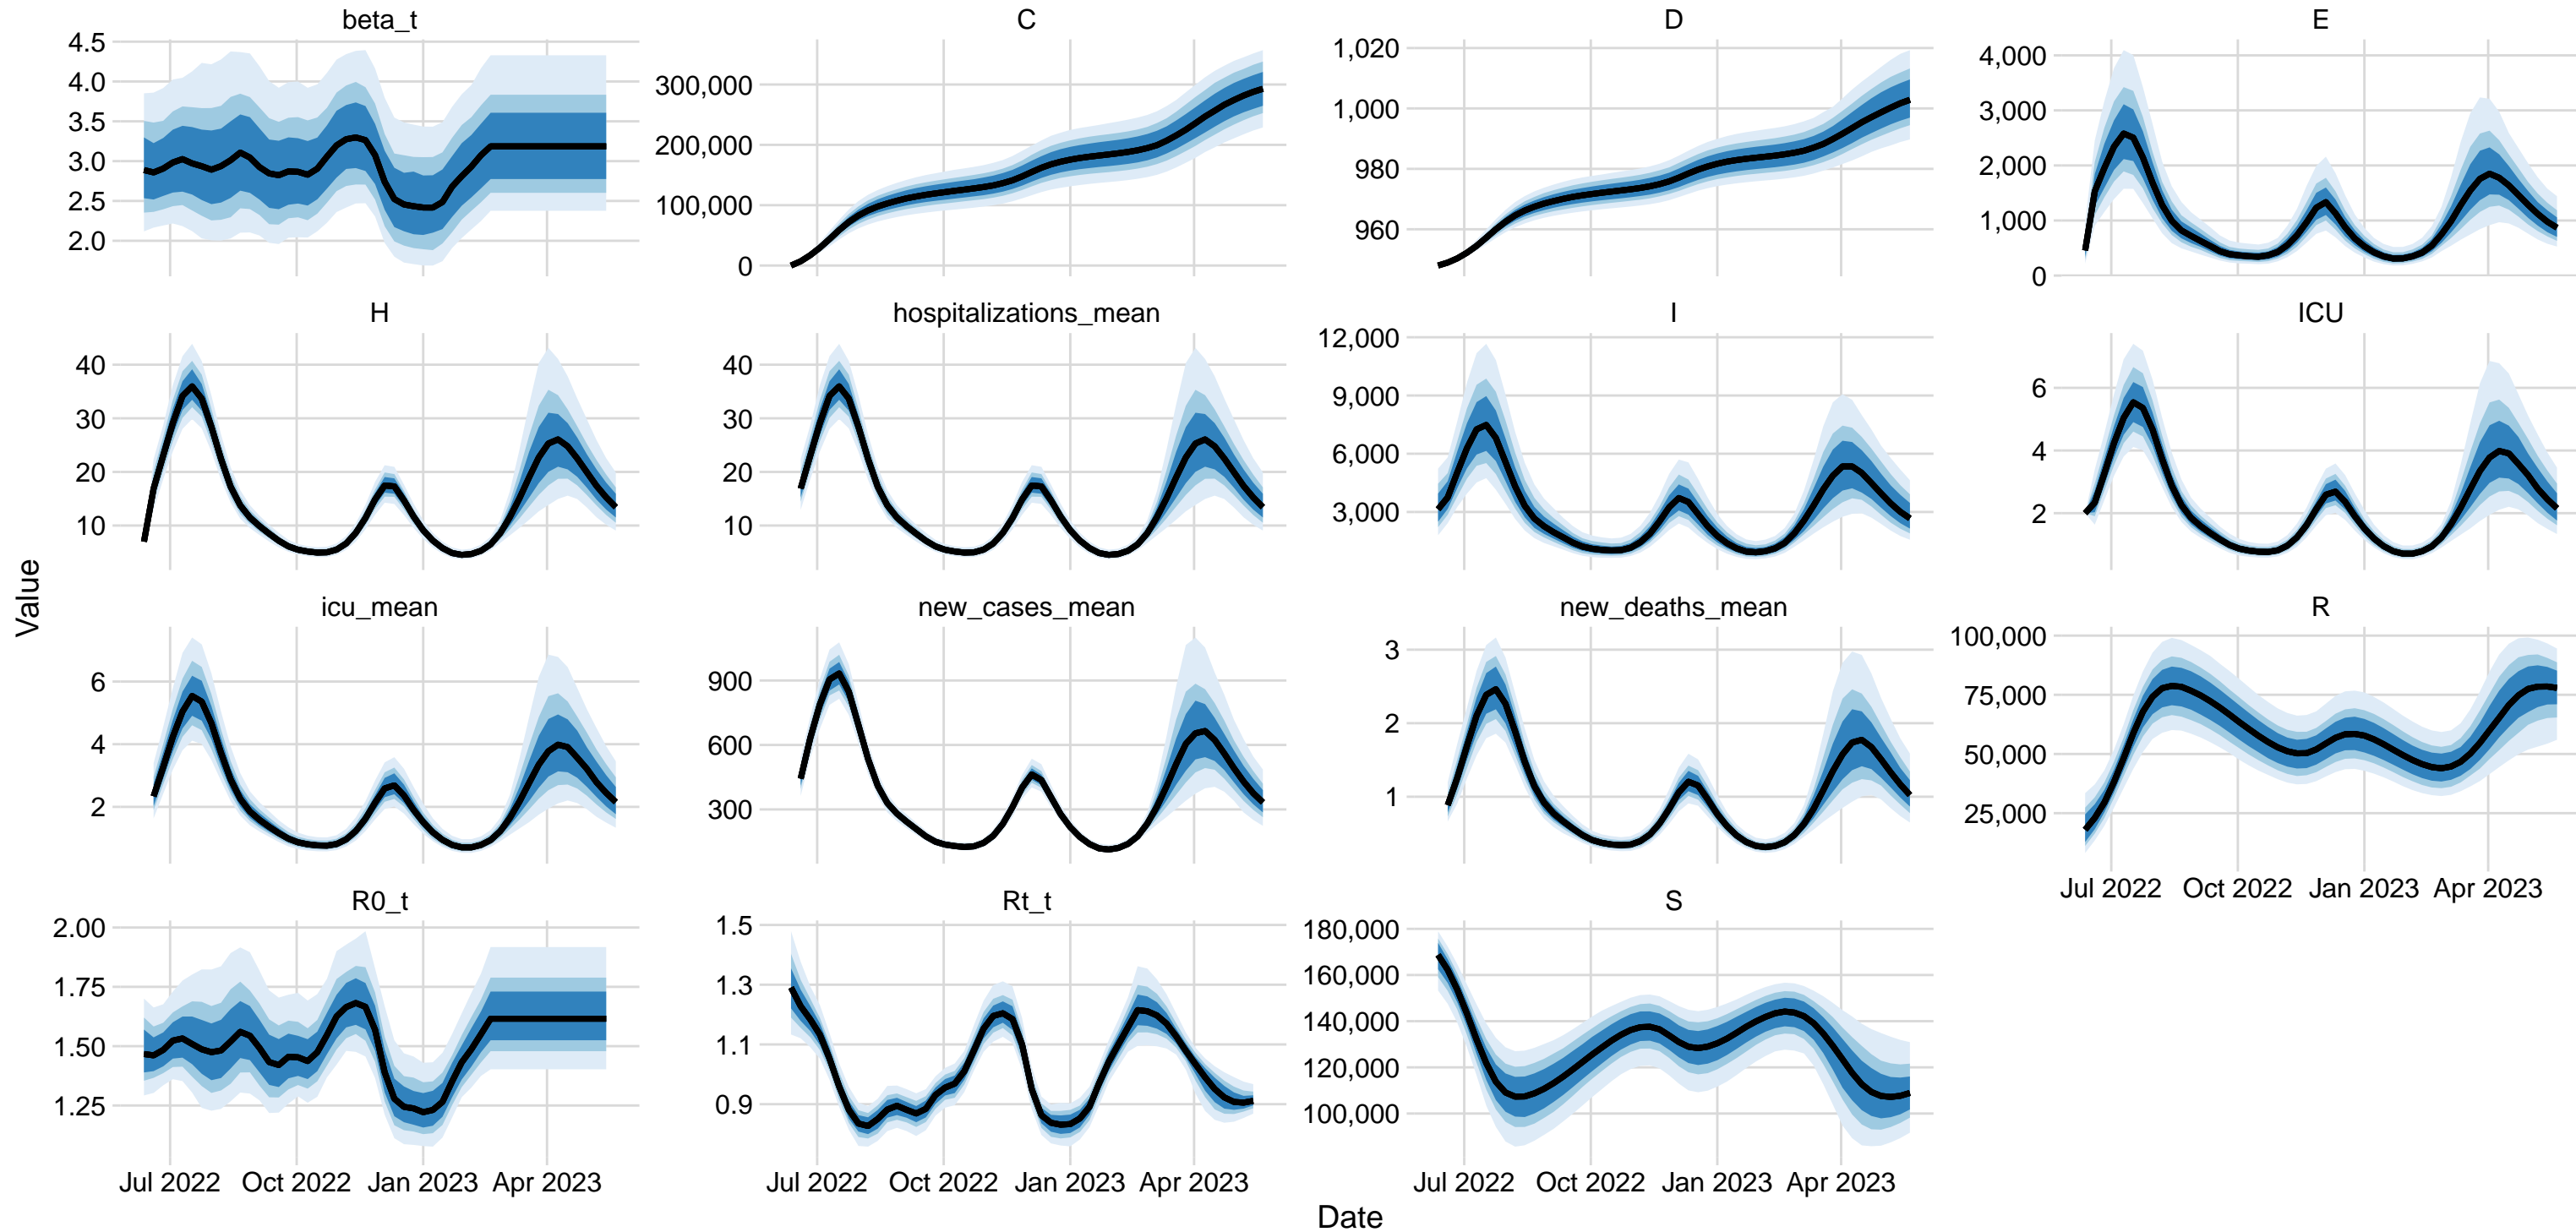 beta_t
4.5
4.0
3.5
3.0
2.5
2.0
C
300,000
200,000
100,000
0
D
1,020
1,000
980
960
E
4,000
3,000
2,000
1,000
0
H
40
30
20
10
hospitalizations_mean
40
30
20
10
I
12,000
9,000
6,000
3,000
ICU
6
4
2
Value
icu_mean
6
4
2
new_cases_mean
900
600
300
new_deaths_mean
3
2
1
R
100,000
75,000
50,000
25,000
Jul 2022 Oct 2022 Jan 2023 Apr 2023
R0_t
2.00
1.75
1.50
1.25
Jul 2022 Oct 2022 Jan 2023 Apr 2023
Rt_t
1.5
1.3
1.1
0.9
Jul 2022 Oct 2022 Jan 2023 Apr 2023
S
180,000
160,000
140,000
120,000
100,000
Jul 2022 Oct 2022 Jan 2023 Apr 2023
Date